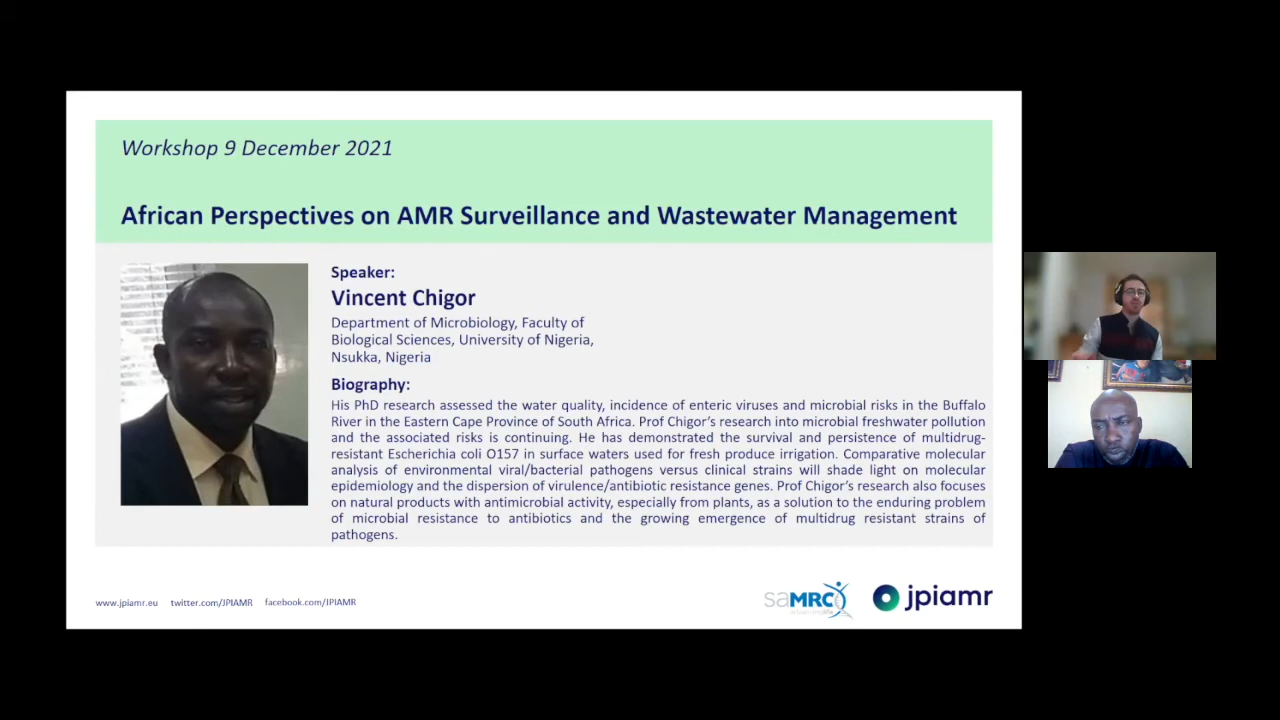 Workshop 9 December 2021
African Perspectives on AMR Surveillance and Wastewater Management
Speaker:
Vincent Chigor
Department of Microbiology, Faculty of
Biological Sciences, University of Nigeria,
Nsukka, Nigeria
Biography:
His PhD research assessed the water quality, incidence of enteric viruses and microbial risks in the Buffalo
River in the Eastern Cape Province of South Africa. Prof Chigor's research into microbial freshwater pollution
and the associated risks is continuing. He has demonstrated the survival and persistence of multidrug-
resistant Escherichia coli O157 in surface waters used for fresh produce irrigation. Comparative molecular
analysis of environmental viral/bacterial pathogens versus clinical strains will shade light on molecular
epidemiology and the dispersion of virulence/antibiotic resistance genes. Prof Chigor's research also focuses
on natural products with antimicrobial activity, especially from plants, as a solution to the enduring problem
of microbial resistance to antibiotics and the growing emergence of multidrug resistant strains of
pathogens.
www.jpiamr.eu twitter.com/JPIAMR facebook.com/JPIAMR
saMRC
jpiamr